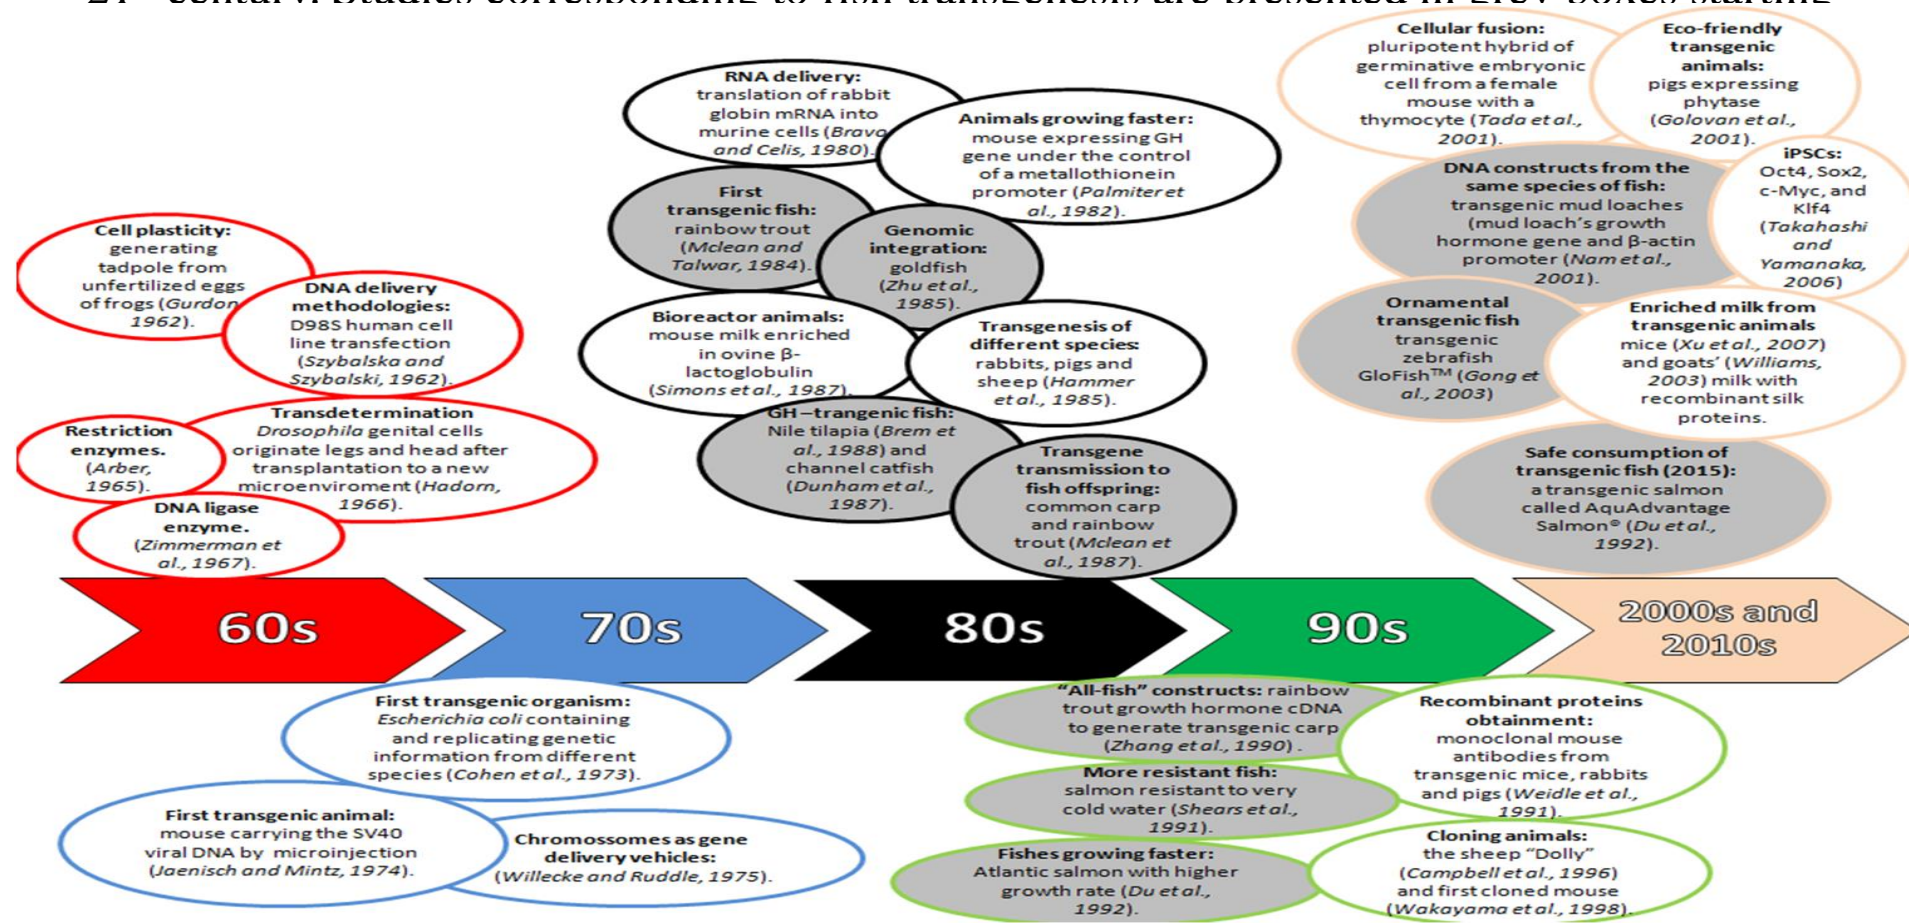 21st century. Studies corresponding to fish transgenesis are presented in grey boxes starting
Cell plasticity:
generating
tadpole from
unfertilized eggs
of frogs (Gurdon,
1962).
DNA delivery
methodologies:
D98S human cell
line transfection
(Szybalska and
Szybalski, 1962).
Restriction
enzymes.
(Arber,
1965).
Transdetermination
Drosophila genital cells
originate legs and head after
transplantation to a new
microenviroment (Hadorn,
1966).
DNA ligase
enzyme.
(Zimmerman et
al., 1967).
RNA delivery:
translation of rabbit
globin mRNA into
murine cells (Bravo
and Celis, 1980).
Animals growing faster:
mouse expressing GH
gene under the control
of a metallothionein
promoter (Palmiter et
al., 1982).
First
transgenic fish:
rainbow trout
(Mclean and
Talwar, 1984).
Genomic
integration:
goldfish
(Zhu et al.,
1985).
Bioreactor animals:
mouse milk enriched
in ovine β-
lactoglobulin
(Simons et al., 1987).
Transgenesis of
different species:
rabbits, pigs and
sheep (Hammer
et al., 1985).
GH –trangenic fish:
Nile tilapia (Brem et
al., 1988) and
channel catfish
(Dunham et al.,
1987).
Transgene
transmission to
fish offspring:
common carp
and rainbow
trout (Mclean et
al., 1987).
Cellular fusion:
pluripotent hybrid of
germinative embryonic
cell from a female
mouse with a
thymocyte (Tada et al.,
2001).
Eco-friendly
transgenic
animals:
pigs expressing
phytase
(Golovan et al.,
2001).
DNA constructs from the
same species of fish:
transgenic mud loaches
(mud loach's growth
hormone gene and β-actin
promoter (Nam et al.,
2001).
iPSCs:
Oct4, Sox2,
c-Myc, and
Klf4
(Takahashi
and
Yamanaka,
2006)
Ornamental
transgenic fish
transgenic
zebrafish
GloFish™ (Gong et
al., 2003)
Enriched milk from
transgenic animals
mice (Xu et al., 2007)
and goats' (Williams,
2003) milk with
recombinant silk
proteins.
Safe consumption of
transgenic fish (2015):
a transgenic salmon
called AquAdvantage
Salmon® (Du et al.,
1992).
60s
70s
80s
90s
2000s and
2010s
First transgenic organism:
Escherichia coli containing
and replicating genetic
information from different
species (Cohen et al., 1973).
First transgenic animal:
mouse carrying the SV40
viral DNA by microinjection
(Jaenisch and Mintz, 1974).
Chromossomes as gene
delivery vehicles:
(Willecke and Ruddle, 1975).
"All-fish" constructs: rainbow
trout growth hormone cDNA
to generate transgenic carp
(Zhang et al., 1990) .
More resistant fish:
salmon resistant to very
cold water (Shears et al.,
1991).
Fishes growing faster:
Atlantic salmon with higher
growth rate (Du et al.,
1992).
Recombinant proteins
obtainment:
monoclonal mouse
antibodies from
transgenic mice, rabbits
and pigs (Weidle et al.,
1991).
Cloning animals:
the sheep "Dolly"
(Campbell et al., 1996)
and first cloned mouse
(Wakayama et al., 1998).